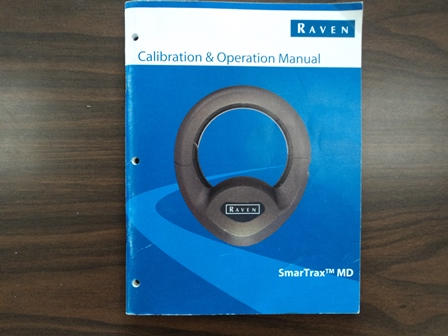 RAVEN
Calibration & Operation Manual
RAVEN
SmarTrax™ MD